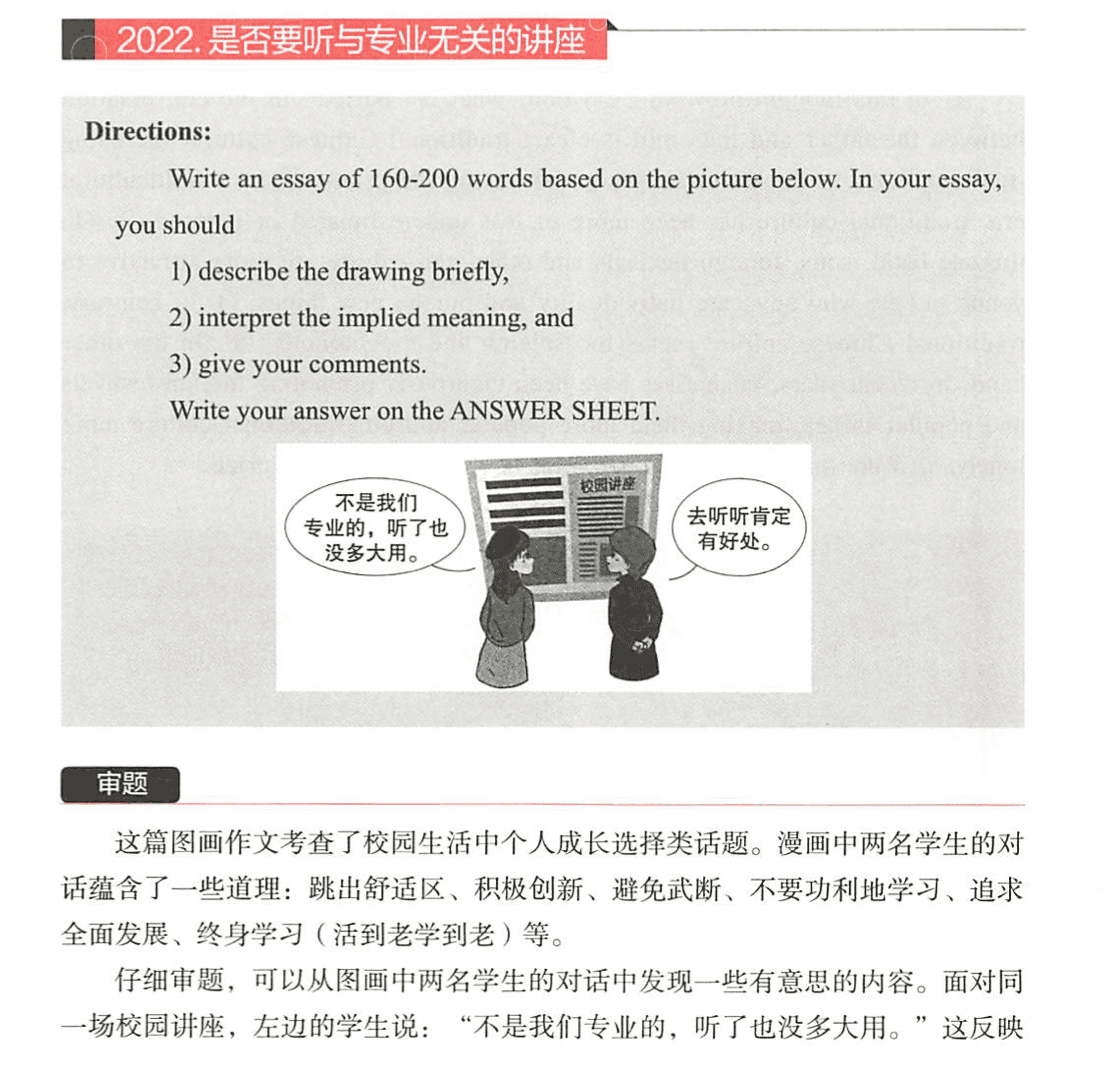 2022. 是否要听与专业无关的讲座
Directions:
Write an essay of 160-200 words based on the picture below. In your essay,
you should
1) describe the drawing briefly,
2) interpret the implied meaning, and
3) give your comments.
Write your answer on the ANSWER SHEET.
校园讲座
不是我们
专业的，听了也
没多大用。
去听听肯定
有好处。
审题
这篇图画作文考查了校园生活中个人成长选择类话题。漫画中两名学生的对
话蕴含了一些道理：跳出舒适区、积极创新、避免武断、不要功利地学习、追求
全面发展、终身学习（活到老学到老）等。
仔细审题，可以从图画中两名学生的对话中发现一些有意思的内容。面对同
一场校园讲座，左边的学生说：“不是我们专业的，听了也没多大用。”这反映